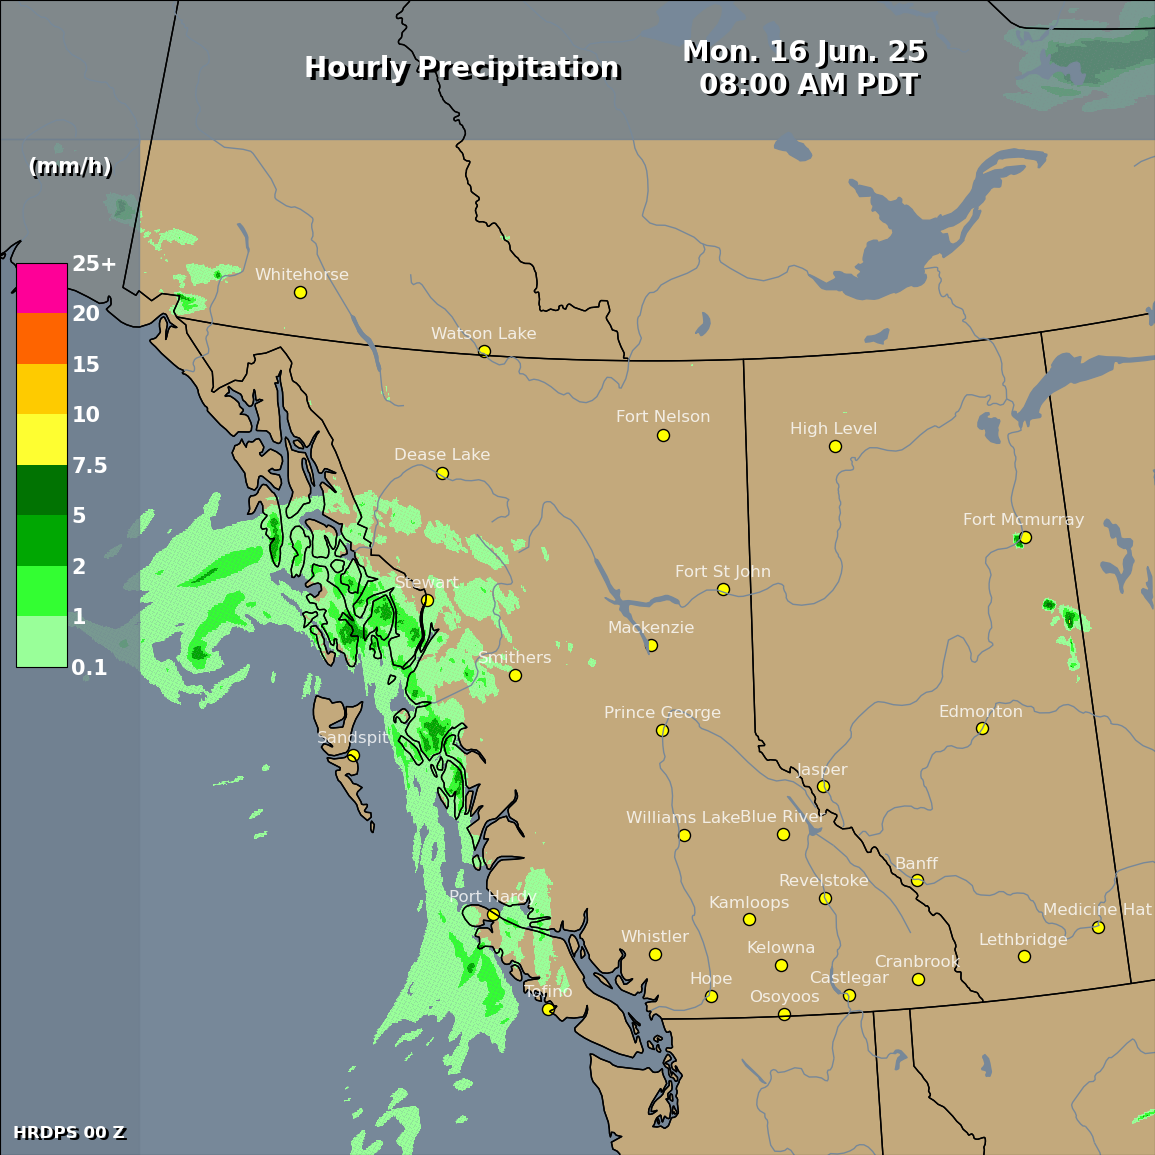 Hourly Precipitation
Mon. 16 Jun. 25
08:00 AM PDT
(mm/h)
25+
20
15
10
7.5
5
2
1
0.1
Whitehorse
Watson Lake
Fort Nelson
High Level
Dease Lake
Fort Mcmurray
Stewart
Fort St John
Mackenzie
Smithers
Prince George
Edmonton
Sandspit
Jasper
Williams Lake
Blue River
Banff
Revelstoke
Port Hardy
Kamloops
Medicine Hat
Whistler
Kelowna
Lethbridge
Cranbrook
Hope
Castlegar
Tofino
Osoyoos
HRDPS 00 Z